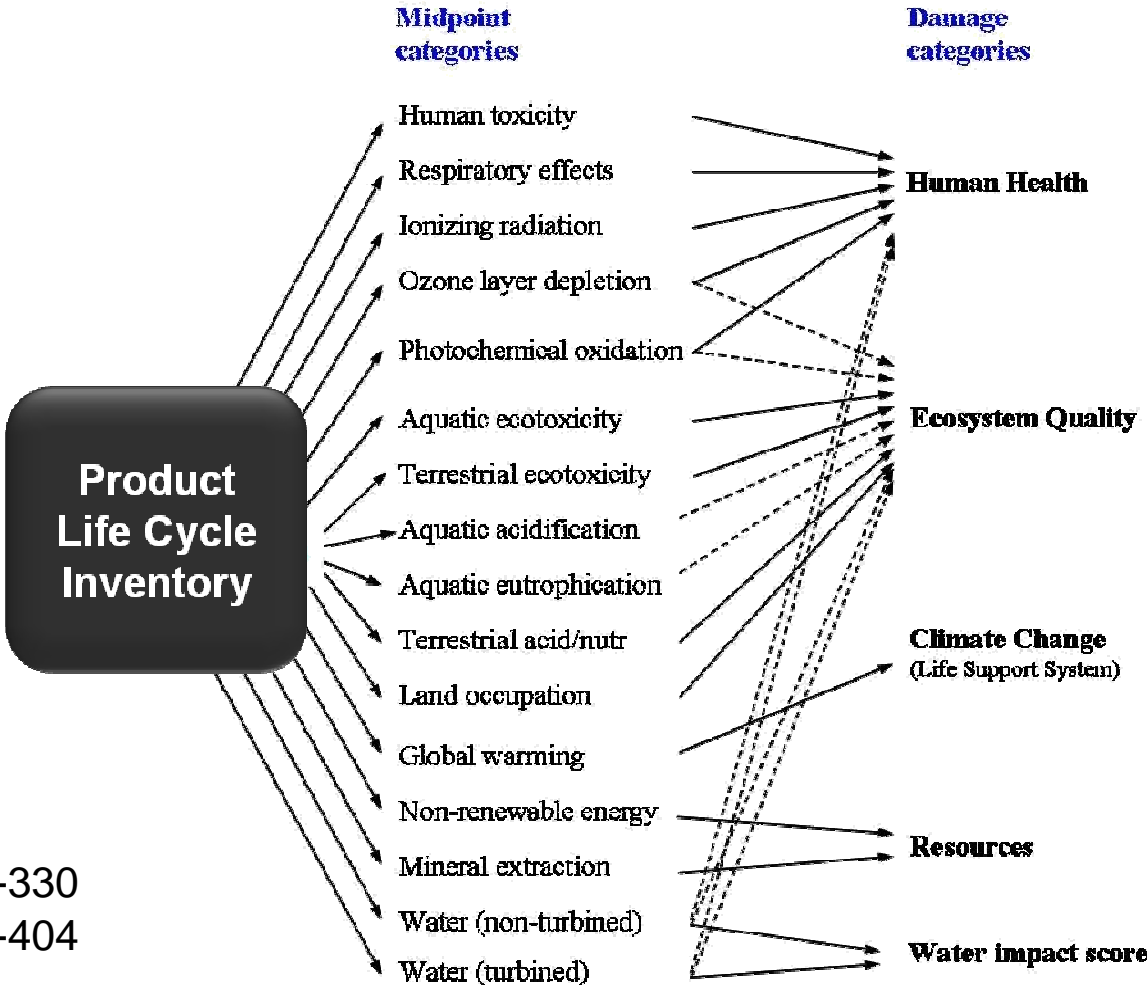 Midpoint
categories
Damage
categories
Human toxicity
Respiratory effects
Human Health
Ionizing radiation
Ozone layer depletion
Photochemical oxidation
Product
Life Cycle
Inventory
Aquatic ecotoxicity
Ecosystem Quality
Terrestrial ecotoxicity
Aquatic acidification
Aquatic eutrophication
Terrestrial acid/nutr
Climate Change
(Life Support System)
Land occupation
Global warming
Non-renewable energy
Resources
Mineral extraction
-330
Water (non-turbined)
-404
Water impact score
Water (turbined)